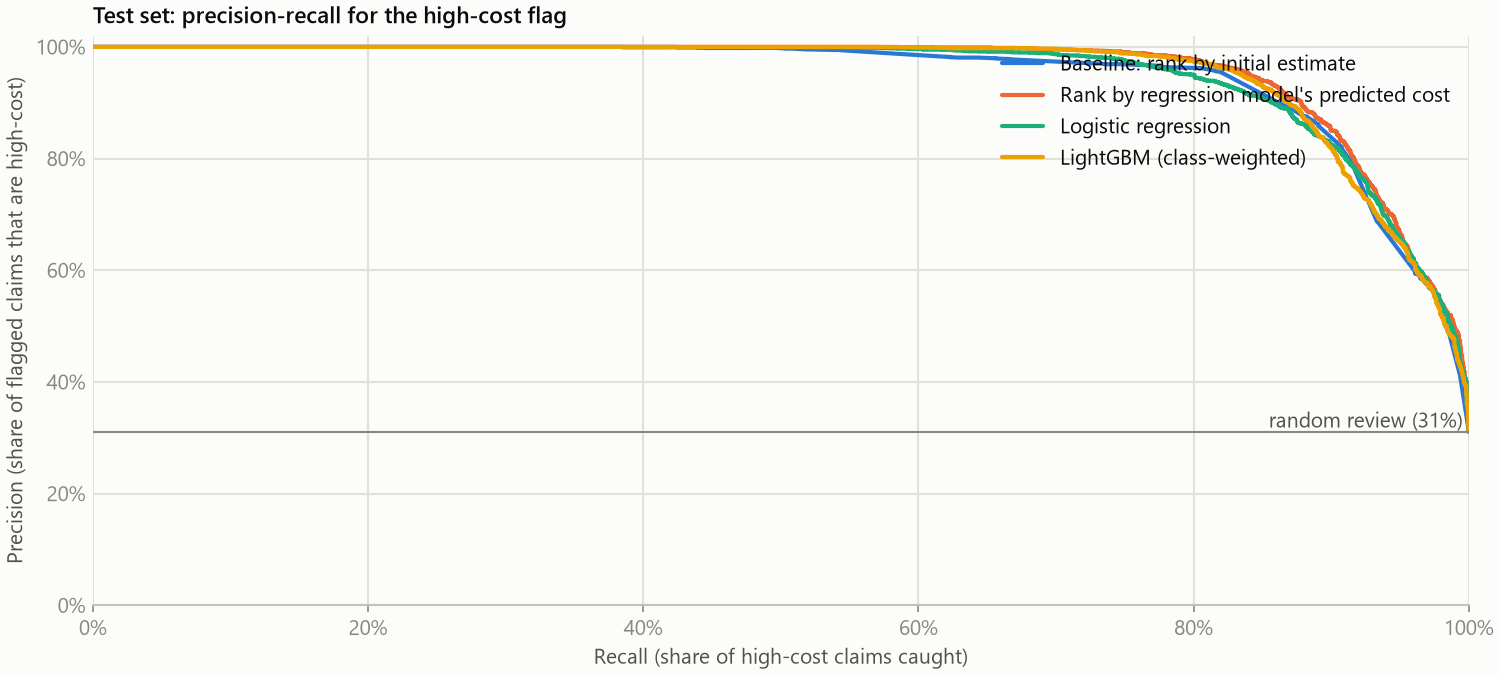 Test set: precision-recall for the high-cost flag
Precision (share of flagged claims that are high-cost)
100%
80%
60%
40%
20%
0%
Baseline: rank by initial estimate
Rank by regression model's predicted cost
Logistic regression
LightGBM (class-weighted)
random review (31%)
0%
20%
40%
60%
80%
100%
Recall (share of high-cost claims caught)